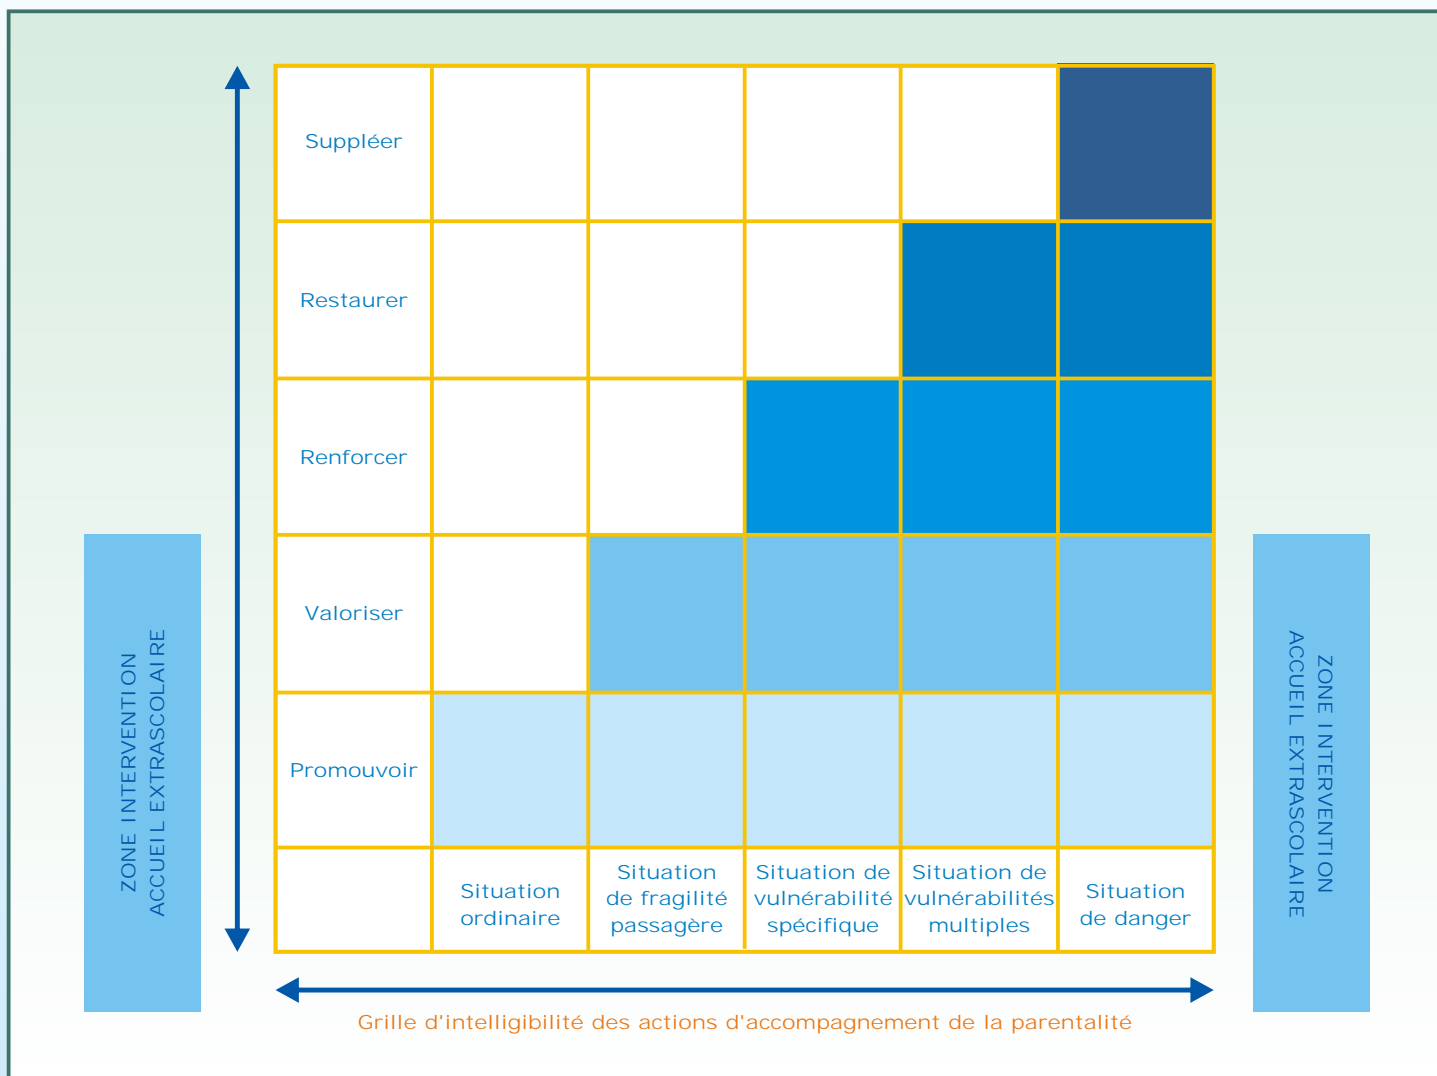 Suppléer
Restaurer
Renforcer
Valoriser
Promouvoir
Situation
ordinaire
Situation
de fragilité
passagère
Situation de
vulnérabilité
spécifique
Situation de
vulnérabilités
multiples
Situation
de danger
ZONE INTERVENTION
ACCUEIL EXTRASCOLAIRE
ZONE INTERVENTION
ACCUEIL EXTRASCOLAIRE
Grille d'intelligibilité des actions d'accompagnement de la parentalité